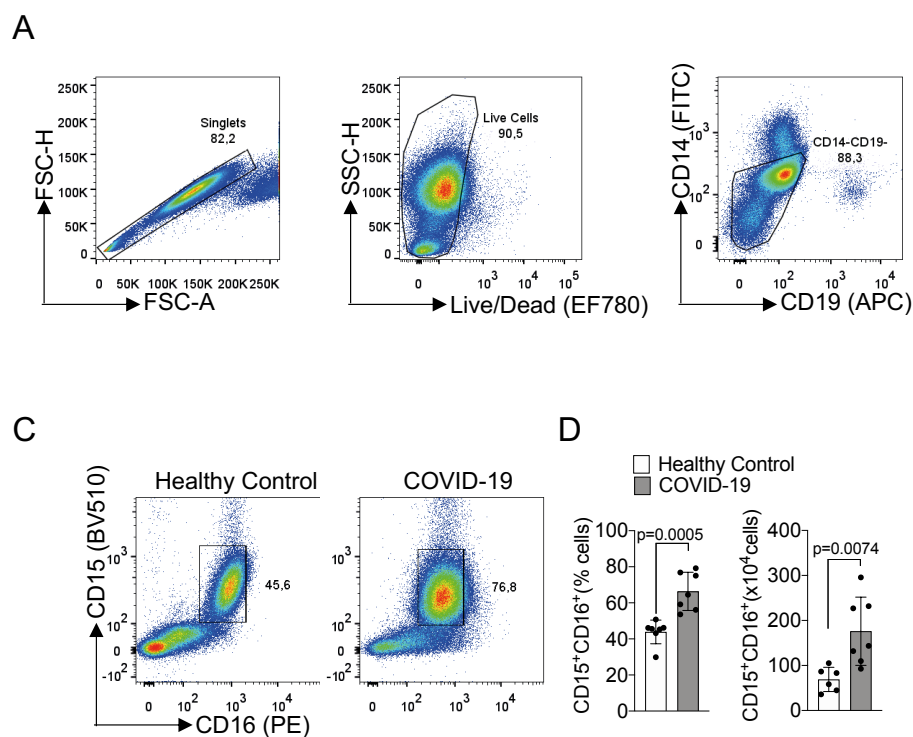 A
250K
200K
150K
100K
50K
0
FSC-H
Singlets
82,2
0 50K 100K 150K 200K 250K
FSC-A
250K
200K
150K
100K
50K
0
SSC-H
Live Cells
90,5
0 10³ 10⁴ 10⁵
Live/Dead (EF780)
10³
10²
0
CD14 (FITC)
CD14-CD19-
88,3
0 10² 10³ 10⁴
CD19 (APC)
C
Healthy Control
CD15 (BV510)
10³
10²
0
-10²
45,6
0 10² 10³ 10⁴
CD16 (PE)
COVID-19
10³
10²
0
-10²
76,8
0 10² 10³ 10⁴
D
Healthy Control
COVID-19
CD15⁺CD16⁺(% cells)
100
80
60
40
20
0
p=0.0005
CD15⁺CD16⁺(x10⁴cells)
400
300
200
100
0
p=0.0074